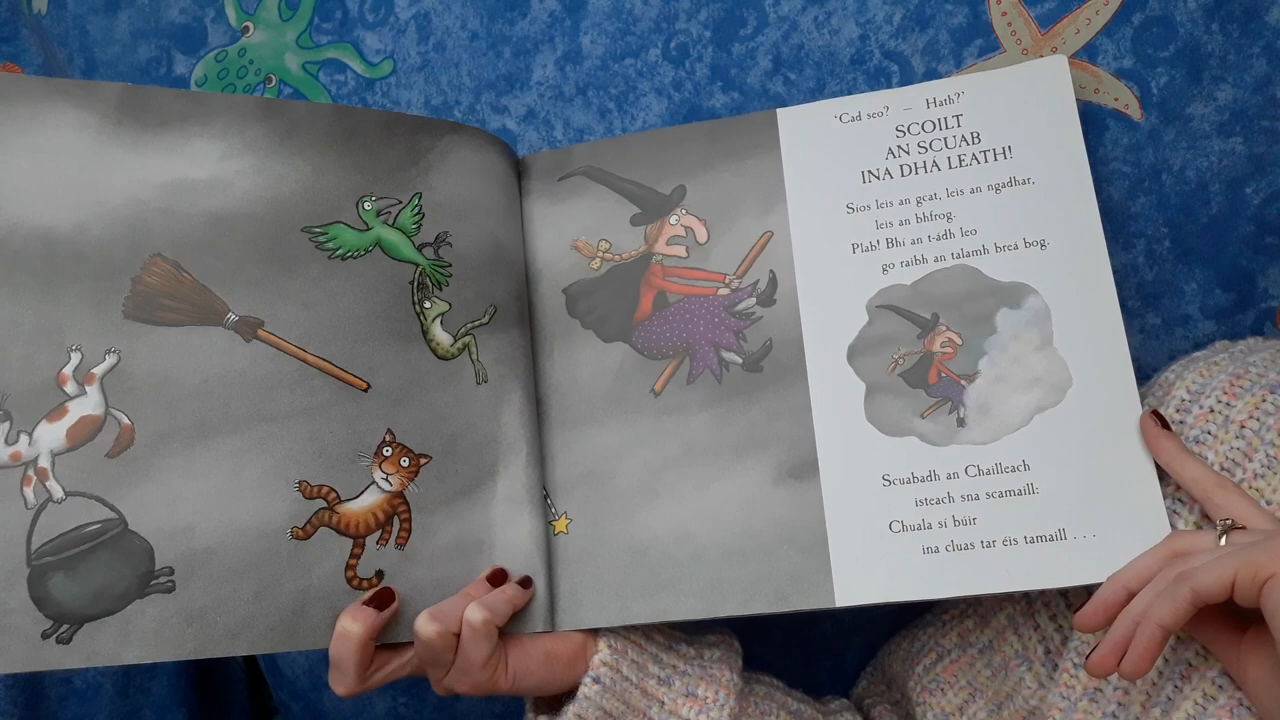 ‘Cad seo? – Hath?’
SCOILT
AN SCUAB
INA DHÁ LEATH!
Síos leis an gcat, leis an ngadhar,
leis an bhfrog.
Plab! Bhí an t-ádh leo
go raibh an talamh breá bog.
Scuabadh an Chailleach
isteach sna scamaill:
Chuala sí búir
ina cluas tar éis tamaill . . .